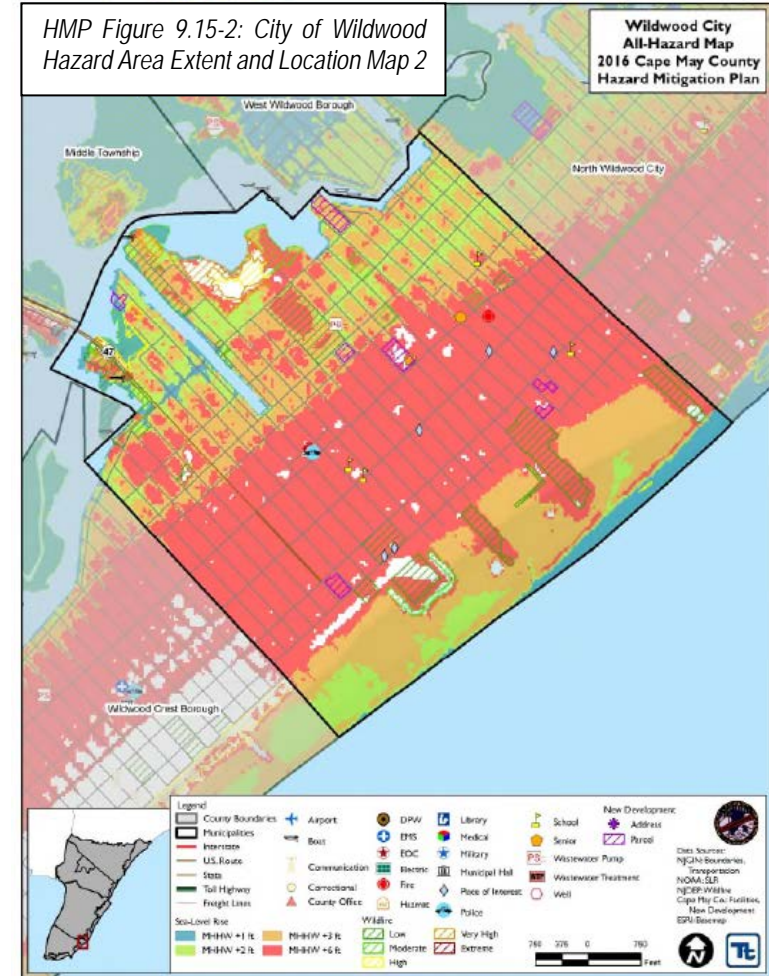 HMP Figure 9.15-2: City of Wildwood
Hazard Area Extent and Location Map 2
Wildwood City
All-Hazard Map
2016 Cape May County
Hazard Mitigation Plan
West Wildwood Borough
Middle Township
North Wildwood City
47
PS
Wildwood Crest Borough
Legend
County Boundaries
Municipalities
Interstate
U.S. Route
State
Toll Highway
Freight Lines
Airport
Boat
Communication
Correctional
County Office
DPW
EMS
EOC
Electric
Fire
Hazmat
Library
Medical
Military
Municipal Hall
Place of Interest
Police
School
Senior
PS Wastewater Pump
Wastewater Treatment
Well
New Development
Address
Parcel
Sea-Level Rise
MHHW +1 ft
MHHW +2 ft
MHHW +3 ft
MHHW +6 ft
Wildfire
Low
Moderate
High
Very High
Extreme
Data Sources:
NJGIN: Boundaries,
Transportation
NOAA: SLR
NJDEP: Wildfire
Cape May Co.: Facilities,
New Development
ESRI: Basemap
0
Feet
N
Tt